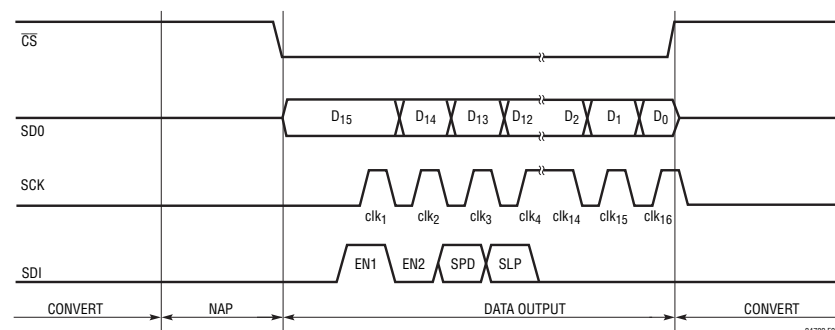 CS
SD0
D15 D14 D13 D12 D2 D1 D0
SCK
clk1 clk2 clk3 clk4 clk14 clk15 clk16
SDI
EN1 EN2 SPD SLP
CONVERT NAP DATA OUTPUT CONVERT